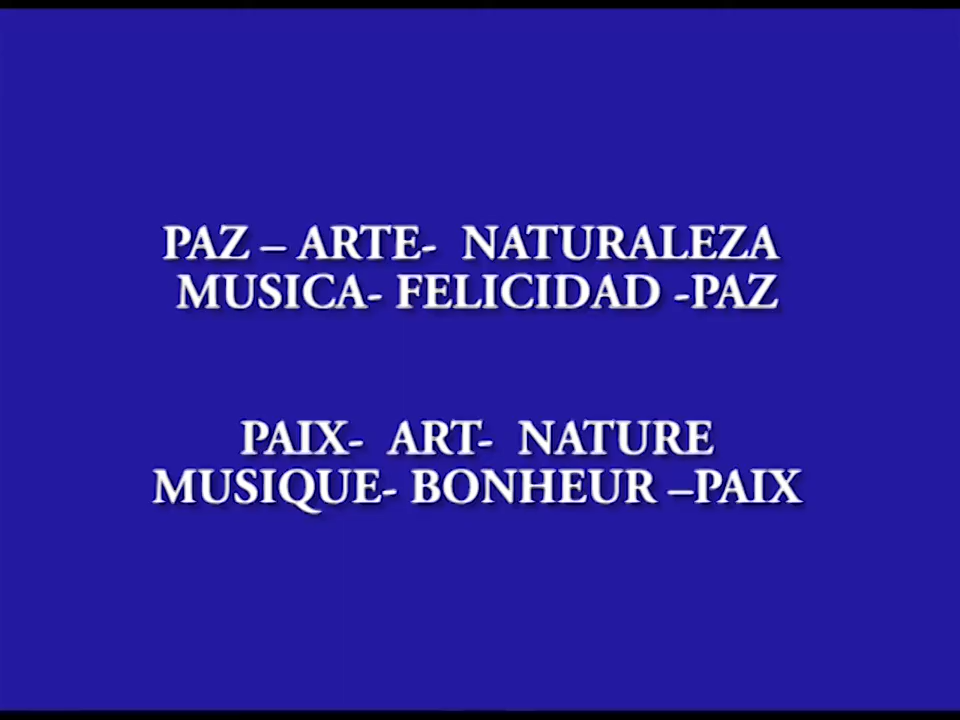 PAZ – ARTE- NATURALEZA
MUSICA- FELICIDAD -PAZ
PAIX- ART- NATURE
MUSIQUE- BONHEUR –PAIX